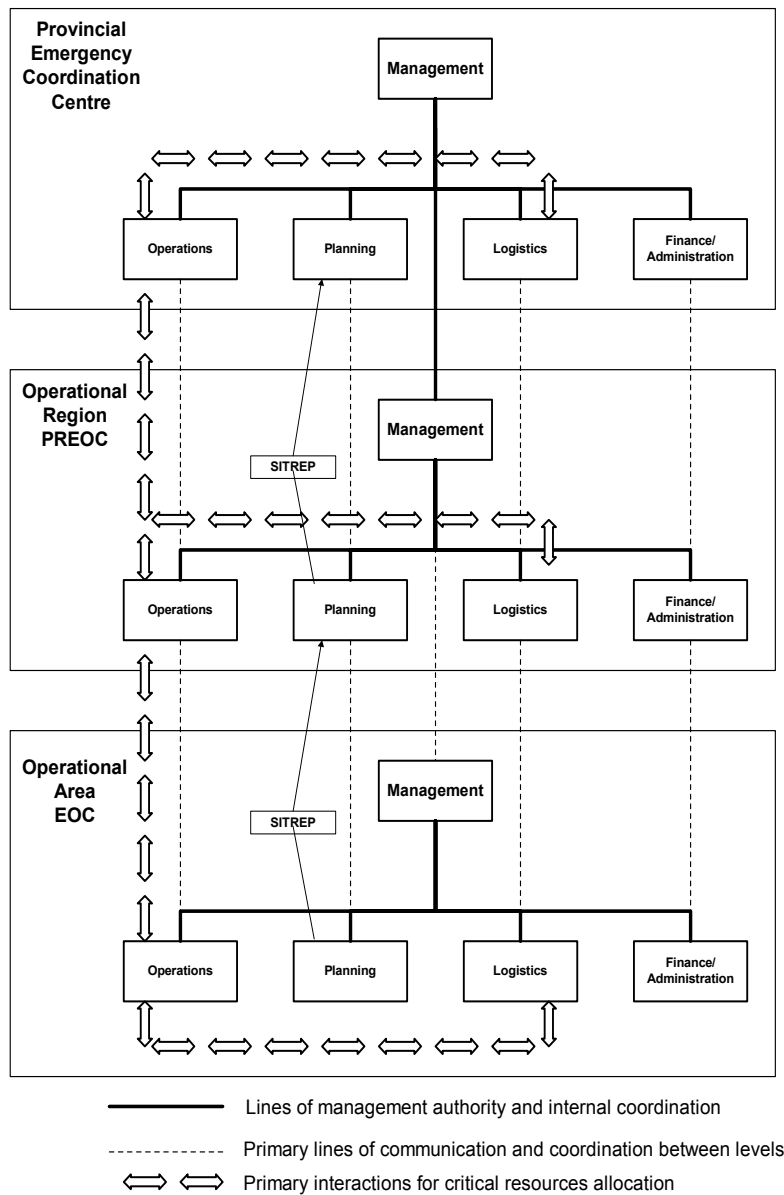 Provincial
Emergency
Coordination
Centre
Management
Operations
Planning
Logistics
Finance/
Administration
Operational
Region
PREOC
Management
SITREP
Operations
Planning
Logistics
Finance/
Administration
Operational
Area
EOC
Management
SITREP
Operations
Planning
Logistics
Finance/
Administration
Lines of management authority and internal coordination
Primary lines of communication and coordination between levels
Primary interactions for critical resources allocation